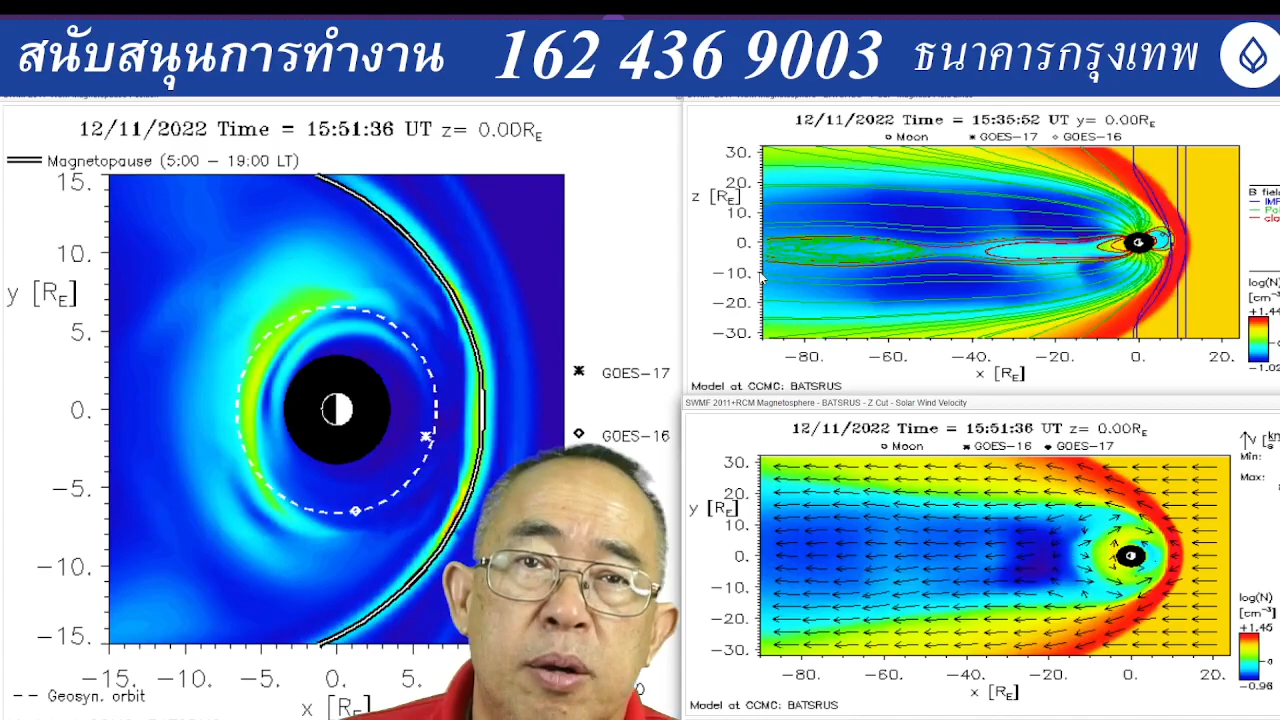 สนับสนุนการทำงาน 162 436 9003 ธนาคารกรุงเทพ
12/11/2022 Time = 15:51:36 UT z= 0.00RE
Magnetopause (5:00 – 19:00 LT)
15.
10.
y [RE]
5.
0.
−5.
−10.
−15.
−15. −10. −5. 0. 5.
x [RE]
Geosyn. orbit
GOES-17
GOES-16
12/11/2022 Time = 15:35:52 UT y= 0.00RE
Moon GOES-17 GOES-16
30.
20.
z [RE]
10.
0.
−10.
−20.
−30.
−80. −60. −40. −20. 0. 20.
x [RE]
B fiel
IMF
log(N)
[cm⁻³
+1.44
−1.02
Model at CCMC: BATSRUS
SWMF 2011+RCM Magnetosphere - BATSRUS - Z Cut - Solar Wind Velocity
12/11/2022 Time = 15:51:36 UT z= 0.00RE
Moon GOES-16 GOES-17
30.
20.
y [RE]
10.
0.
−10.
−20.
−30.
−80. −60. −40. −20. 0. 20.
x [RE]
Min:
Max:
log(N)
[cm⁻³]
+1.45
−0.96
Model at CCMC: BATSRUS